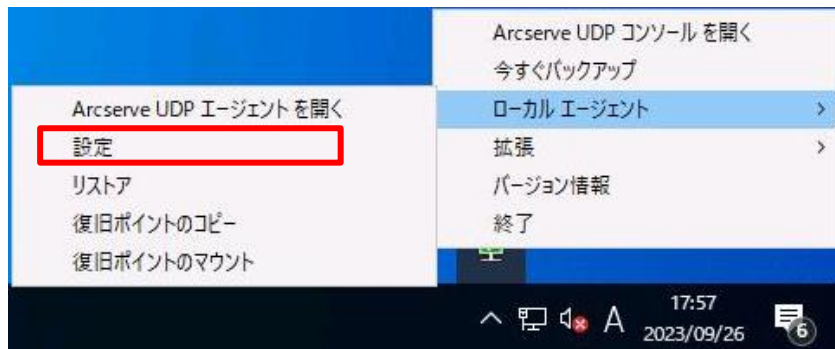 Arcserve UDP コンソール を開く
今すぐバックアップ
ローカル エージェント
拡張
バージョン情報
終了
Arcserve UDP エージェント を開く
設定
リストア
復旧ポイントのコピー
復旧ポイントのマウント
A
17:57
2023/09/26
6